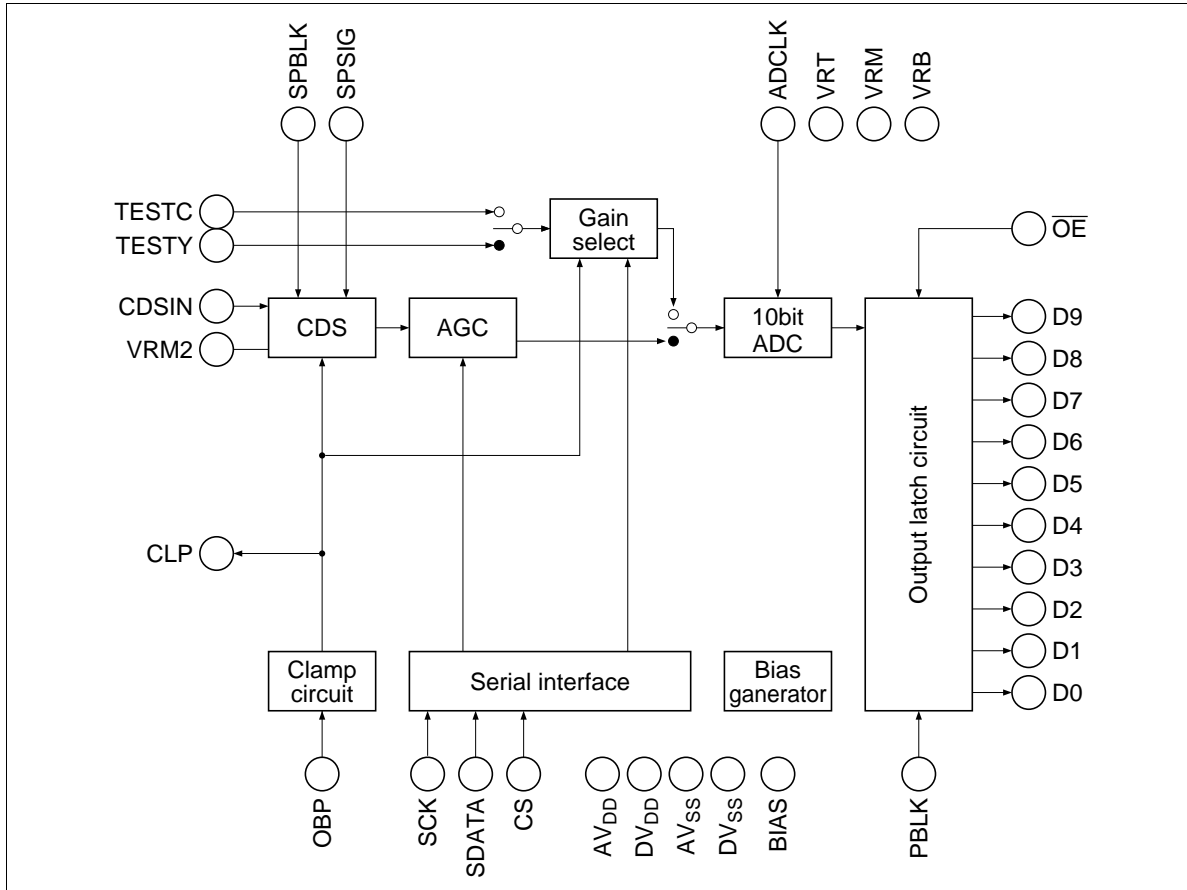 SPBLK
SPSIG
ADCLK
VRT
VRM
VRB
TESTC
TESTY
Gain
select
OE
CDSIN
VRM2
CDS
AGC
10bit
ADC
Output latch circuit
D9
D8
D7
D6
D5
D4
D3
D2
D1
D0
CLP
Clamp
circuit
Serial interface
Bias
ganerator
OBP
SCK
SDATA
CS
AVDD
DVDD
AVSS
DVSS
BIAS
PBLK